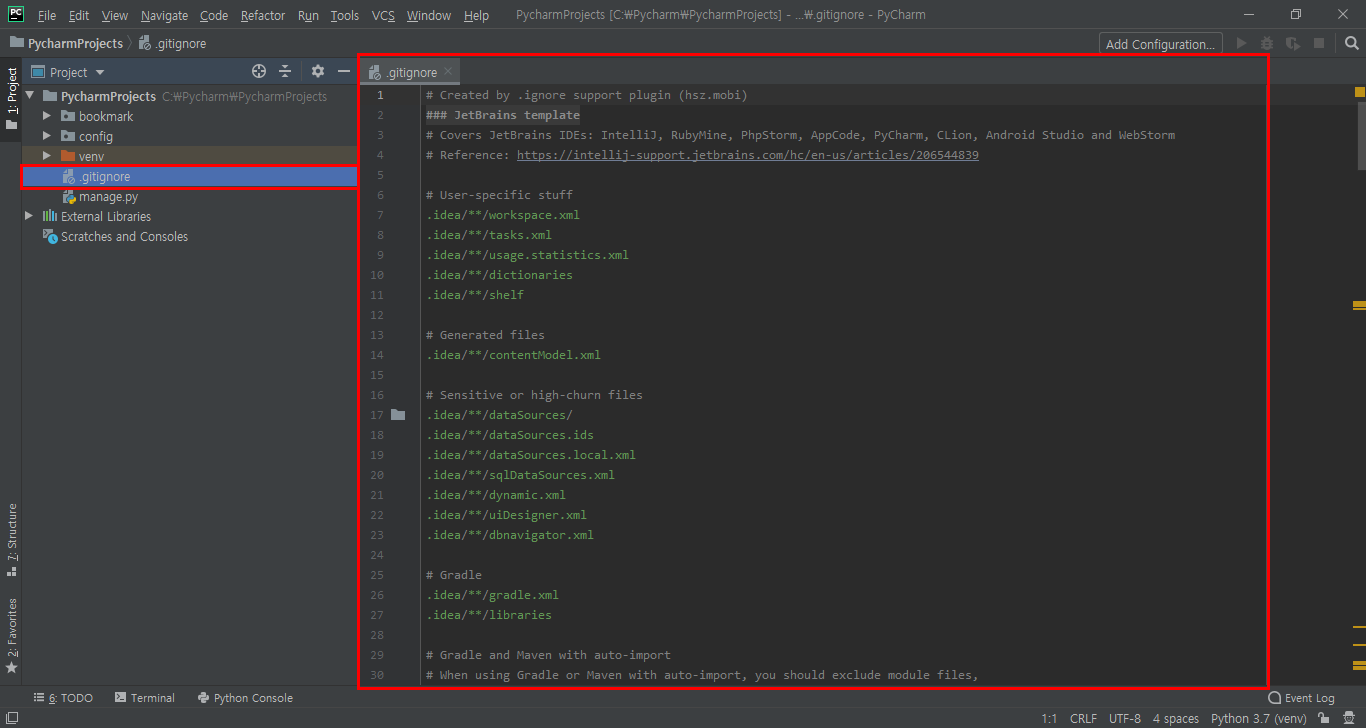 PC File Edit View Navigate Code Refactor Run Tools VCS Window Help PycharmProjects [C:₩Pycharm₩PycharmProjects] - ...₩.gitignore - PyCharm
PycharmProjects .gitignore Add Configuration...
1: Project
Project
PycharmProjects C:₩Pycharm₩PycharmProjects
bookmark
config
venv
.gitignore
manage.py
External Libraries
Scratches and Consoles
7: Structure
2: Favorites
.gitignore
1 # Created by .ignore support plugin (hsz.mobi)
2 ### JetBrains template
3 # Covers JetBrains IDEs: IntelliJ, RubyMine, PhpStorm, AppCode, PyCharm, CLion, Android Studio and WebStorm
4 # Reference: https://intellij-support.jetbrains.com/hc/en-us/articles/206544839
5
6 # User-specific stuff
7 .idea/**/workspace.xml
8 .idea/**/tasks.xml
9 .idea/**/usage.statistics.xml
10 .idea/**/dictionaries
11 .idea/**/shelf
12
13 # Generated files
14 .idea/**/contentModel.xml
15
16 # Sensitive or high-churn files
17 .idea/**/dataSources/
18 .idea/**/dataSources.ids
19 .idea/**/dataSources.local.xml
20 .idea/**/sqlDataSources.xml
21 .idea/**/dynamic.xml
22 .idea/**/uiDesigner.xml
23 .idea/**/dbnavigator.xml
24
25 # Gradle
26 .idea/**/gradle.xml
27 .idea/**/libraries
28
29 # Gradle and Maven with auto-import
30 # When using Gradle or Maven with auto-import, you should exclude module files,
6: TODO Terminal Python Console Event Log
1:1 CRLF UTF-8 4 spaces Python 3.7 (venv)